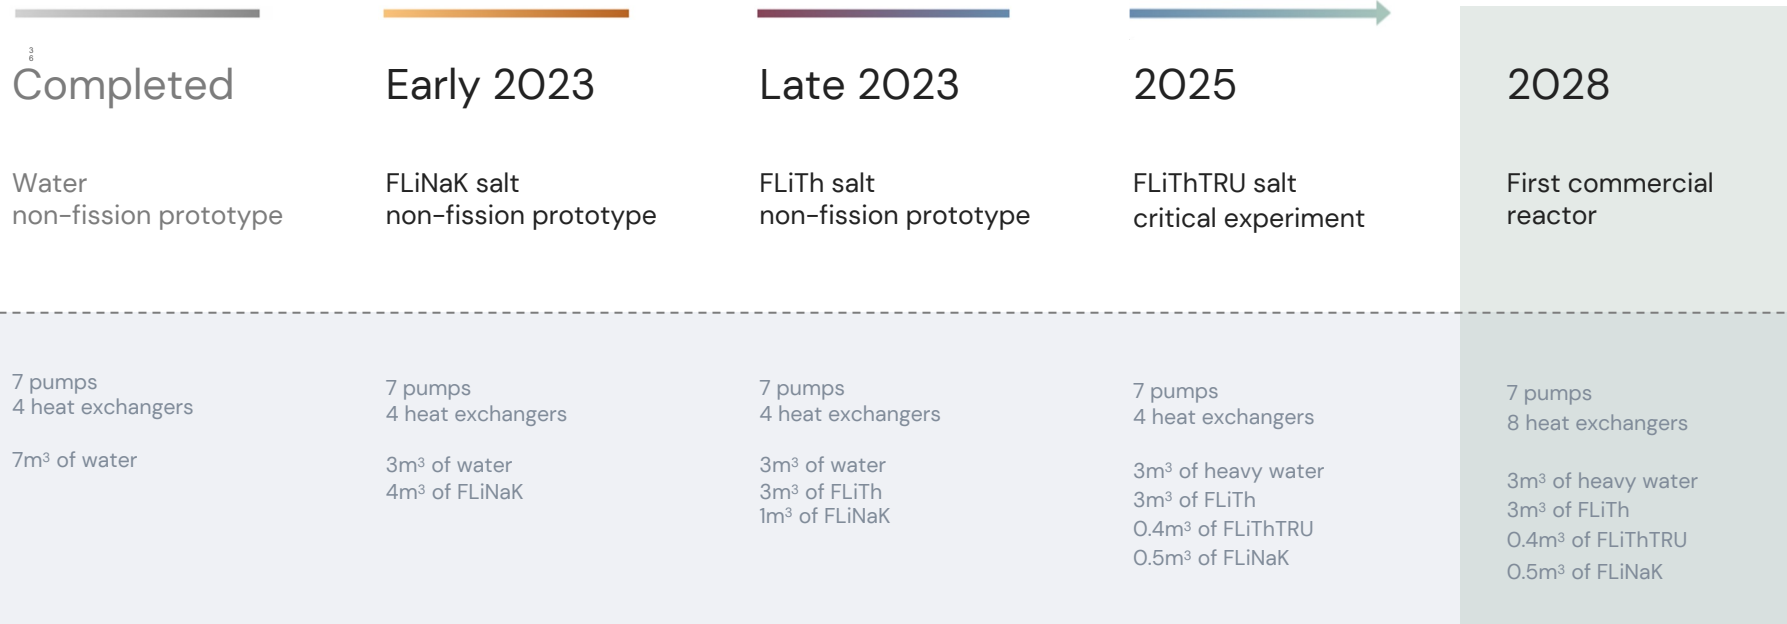 3
6
Completed
Water
non-fission prototype
7 pumps
4 heat exchangers
7m³ of water
Early 2023
FLiNaK salt
non-fission prototype
7 pumps
4 heat exchangers
3m³ of water
4m³ of FLiNaK
Late 2023
FLiTh salt
non-fission prototype
7 pumps
4 heat exchangers
3m³ of water
3m³ of FLiTh
1m³ of FLiNaK
2025
FLiThTRU salt
critical experiment
7 pumps
4 heat exchangers
3m³ of heavy water
3m³ of FLiTh
0.4m³ of FLiThTRU
0.5m³ of FLiNaK
2028
First commercial
reactor
7 pumps
8 heat exchangers
3m³ of heavy water
3m³ of FLiTh
0.4m³ of FLiThTRU
0.5m³ of FLiNaK